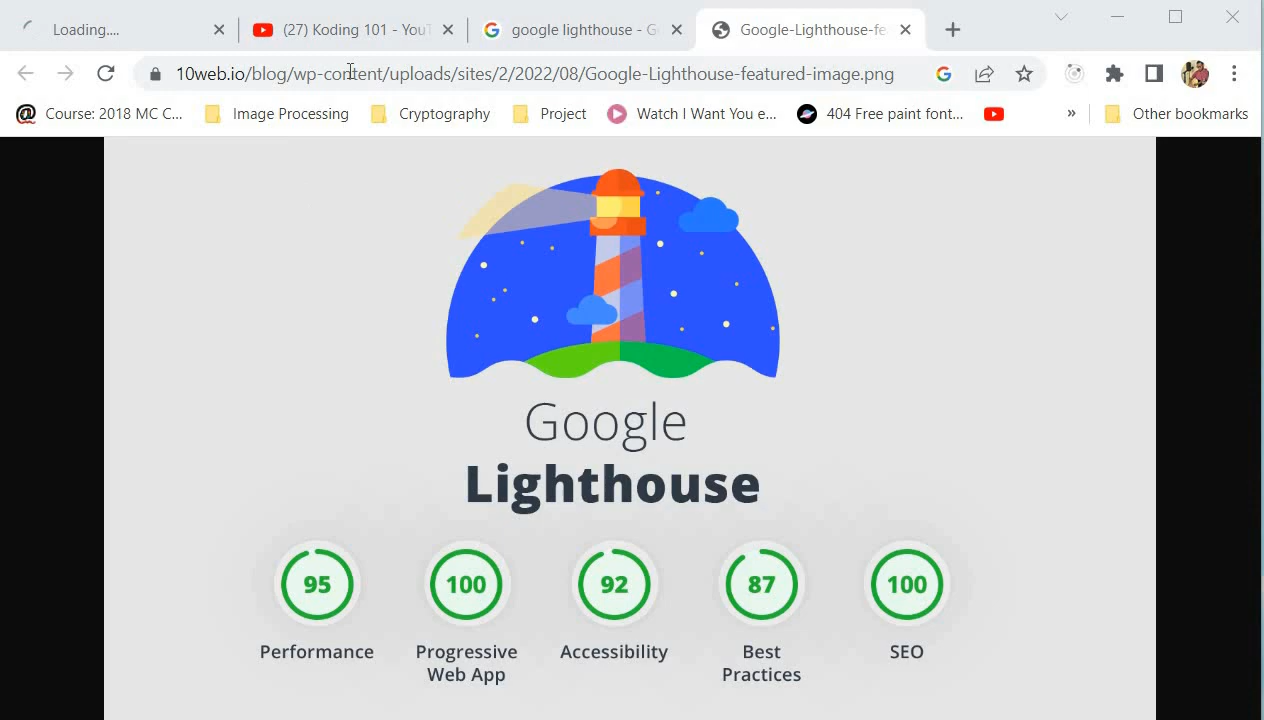 Loading....
(27) Koding 101 - YouT
google lighthouse - G
Google-Lighthouse-fe
10web.io/blog/wp-content/uploads/sites/2/2022/08/Google-Lighthouse-featured-image.png
Course: 2018 MC C...
Image Processing
Cryptography
Project
Watch I Want You e...
404 Free paint font...
»
Other bookmarks
Google
Lighthouse
95
100
92
87
100
Performance
Progressive
Web App
Accessibility
Best
Practices
SEO